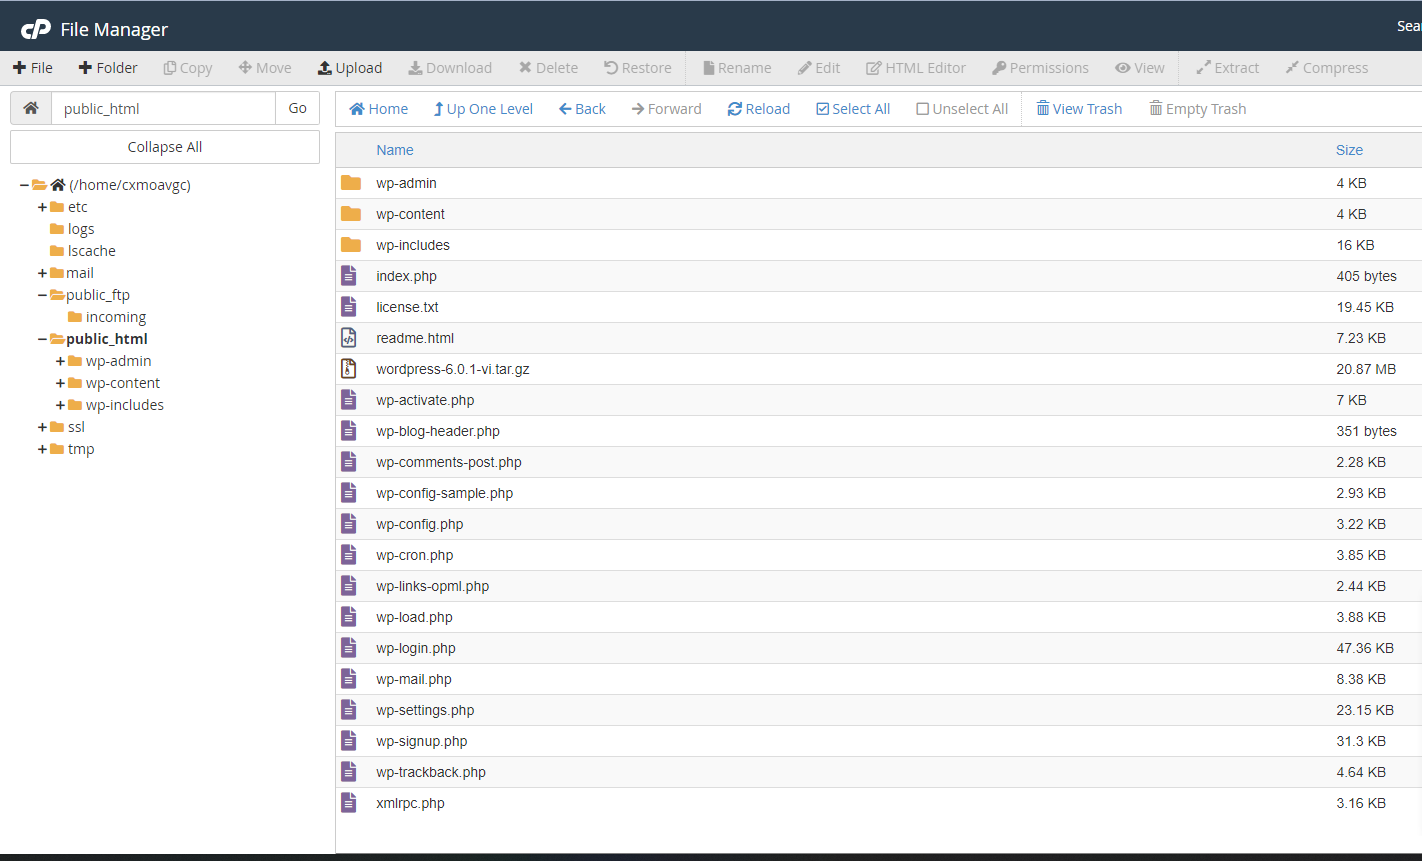 cP File Manager Sea
File Folder Copy Move Upload Download Delete Restore Rename Edit HTML Editor Permissions View Extract Compress
public_html Go
Home Up One Level Back Forward Reload Select All Unselect All View Trash Empty Trash
Collapse All
(/home/cxmoavgc)
etc
logs
lscache
mail
public_ftp
incoming
public_html
wp-admin
wp-content
wp-includes
ssl
tmp
Name Size
wp-admin 4 KB
wp-content 4 KB
wp-includes 16 KB
index.php 405 bytes
license.txt 19.45 KB
readme.html 7.23 KB
wordpress-6.0.1-vi.tar.gz 20.87 MB
wp-activate.php 7 KB
wp-blog-header.php 351 bytes
wp-comments-post.php 2.28 KB
wp-config-sample.php 2.93 KB
wp-config.php 3.22 KB
wp-cron.php 3.85 KB
wp-links-opml.php 2.44 KB
wp-load.php 3.88 KB
wp-login.php 47.36 KB
wp-mail.php 8.38 KB
wp-settings.php 23.15 KB
wp-signup.php 31.3 KB
wp-trackback.php 4.64 KB
xmlrpc.php 3.16 KB